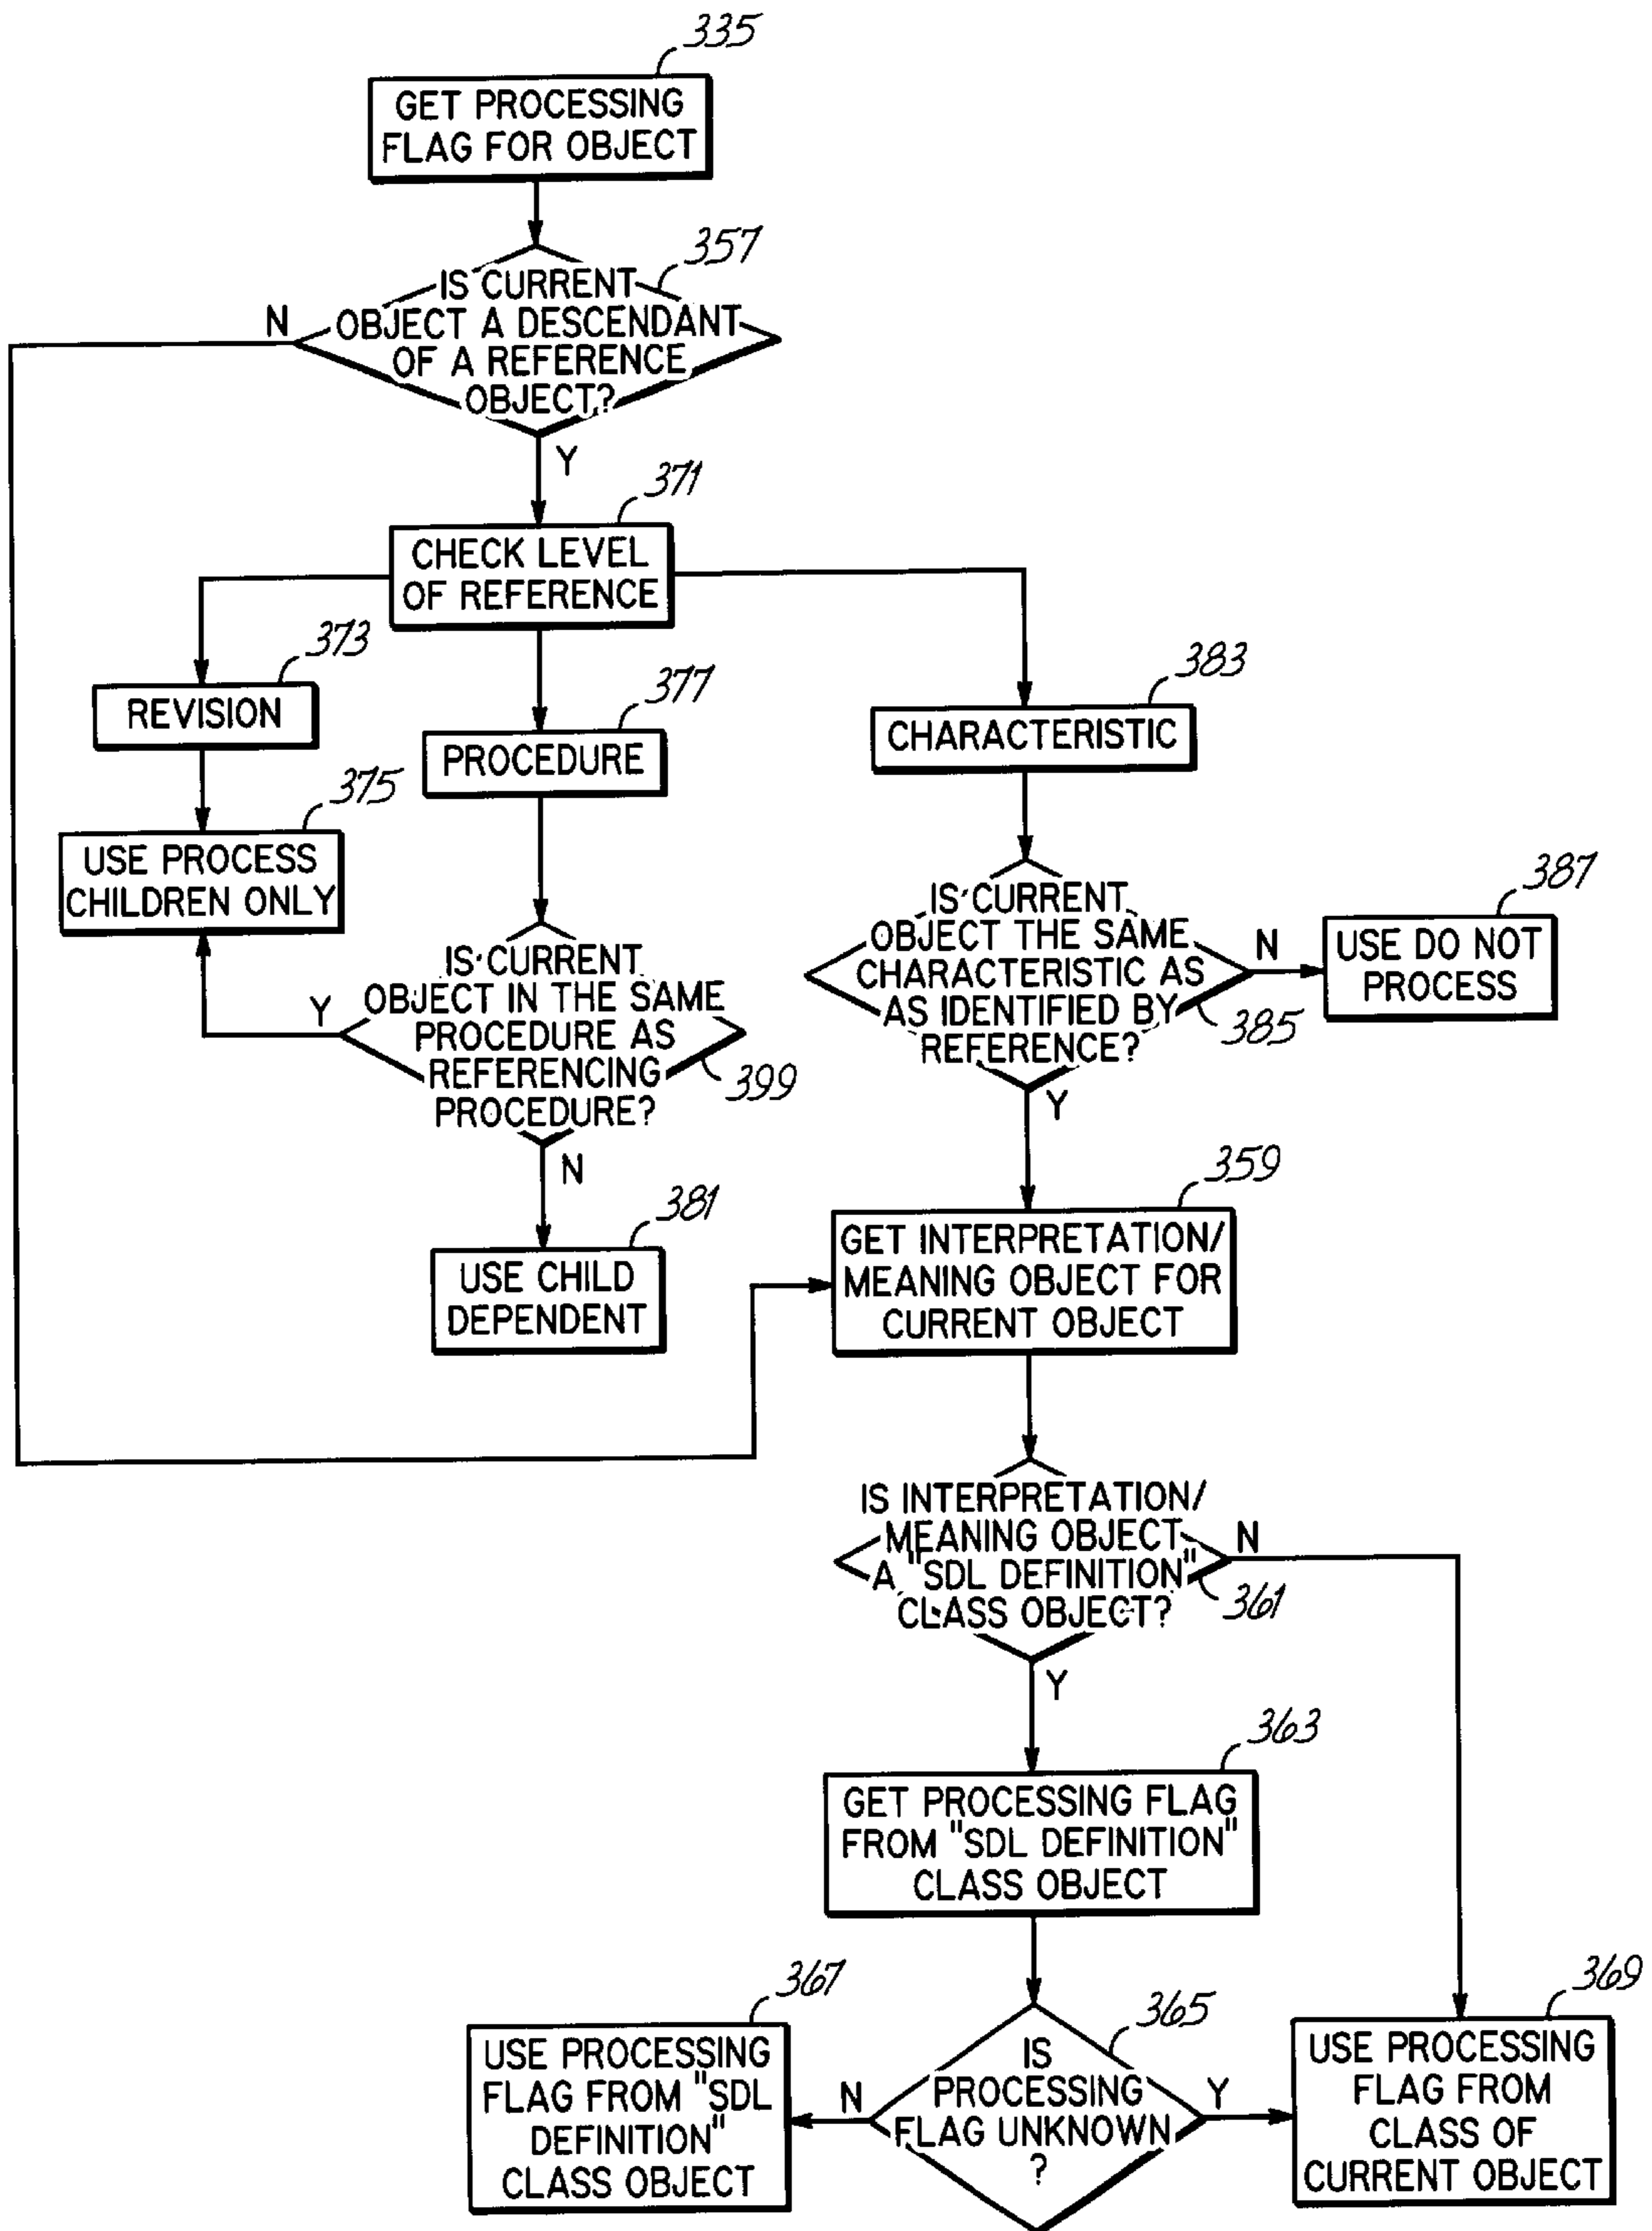 335
GET PROCESSING
FLAG FOR OBJECT
357
IS CURRENT
OBJECT A DESCENDANT
OF A REFERENCE
OBJECT?
N
Y
371
CHECK LEVEL
OF REFERENCE
373
REVISION
377
PROCEDURE
383
CHARACTERISTIC
375
USE PROCESS
CHILDREN ONLY
IS CURRENT
OBJECT IN THE SAME
PROCEDURE AS
REFERENCING
PROCEDURE?
399
Y
N
IS CURRENT
OBJECT THE SAME
CHARACTERISTIC AS
AS IDENTIFIED BY
REFERENCE?
385
N
Y
387
USE DO NOT
PROCESS
381
USE CHILD
DEPENDENT
359
GET INTERPRETATION/
MEANING OBJECT FOR
CURRENT OBJECT
IS INTERPRETATION/
MEANING OBJECT
A "SDL DEFINITION"
CLASS OBJECT?
361
N
Y
363
GET PROCESSING FLAG
FROM "SDL DEFINITION"
CLASS OBJECT
365
IS
PROCESSING
FLAG UNKNOWN
?
N
Y
367
USE PROCESSING
FLAG FROM "SDL
DEFINITION"
CLASS OBJECT
369
USE PROCESSING
FLAG FROM
CLASS OF
CURRENT OBJECT